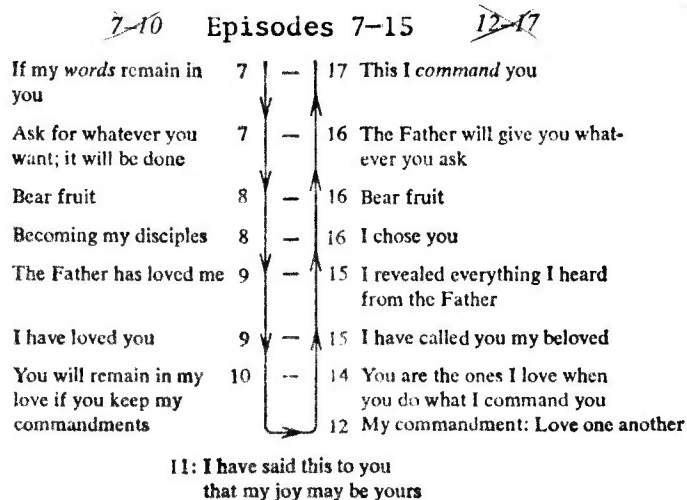 7–10 Episodes 7–15 12–17
If my words remain in 7 – 17 This I command you
you
Ask for whatever you 7 – 16 The Father will give you what-
want; it will be done ever you ask
Bear fruit 8 – 16 Bear fruit
Becoming my disciples 8 – 16 I chose you
The Father has loved me 9 – 15 I revealed everything I heard
from the Father
I have loved you 9 – 15 I have called you my beloved
You will remain in my 10 -- 14 You are the ones I love when
love if you keep my you do what I command you
commandments 12 My commandment: Love one another
11: I have said this to you
that my joy may be yours